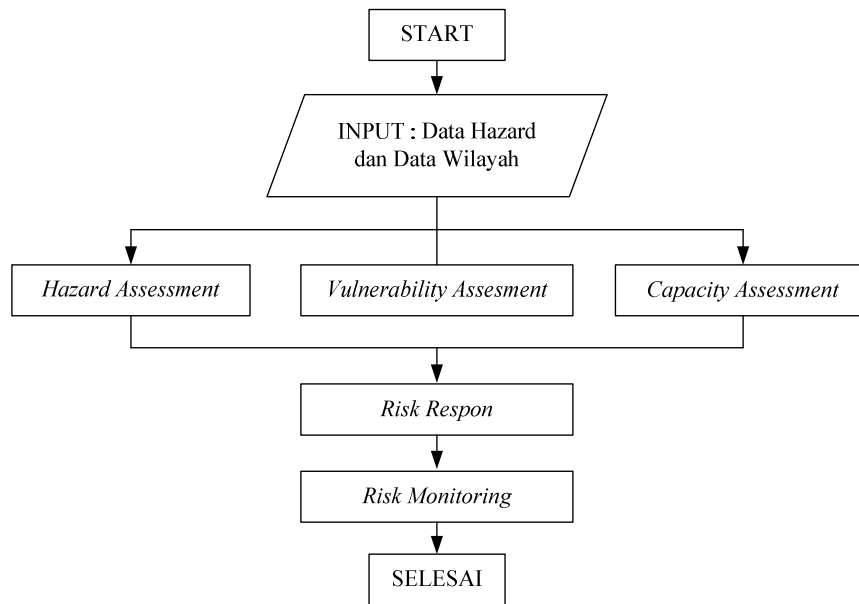 START
INPUT : Data Hazard
dan Data Wilayah
Hazard Assessment
Vulnerability Assesment
Capacity Assessment
Risk Respon
Risk Monitoring
SELESAI